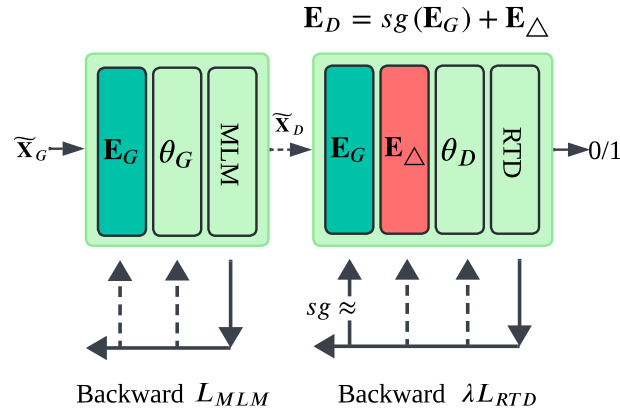 E_D = sg(E_G) + E_△
x̃_G E_G θ_G MLM x̃_D E_G E_△ θ_D RTD 0/1
sg ≈
Backward L_MLM Backward λL_RTD